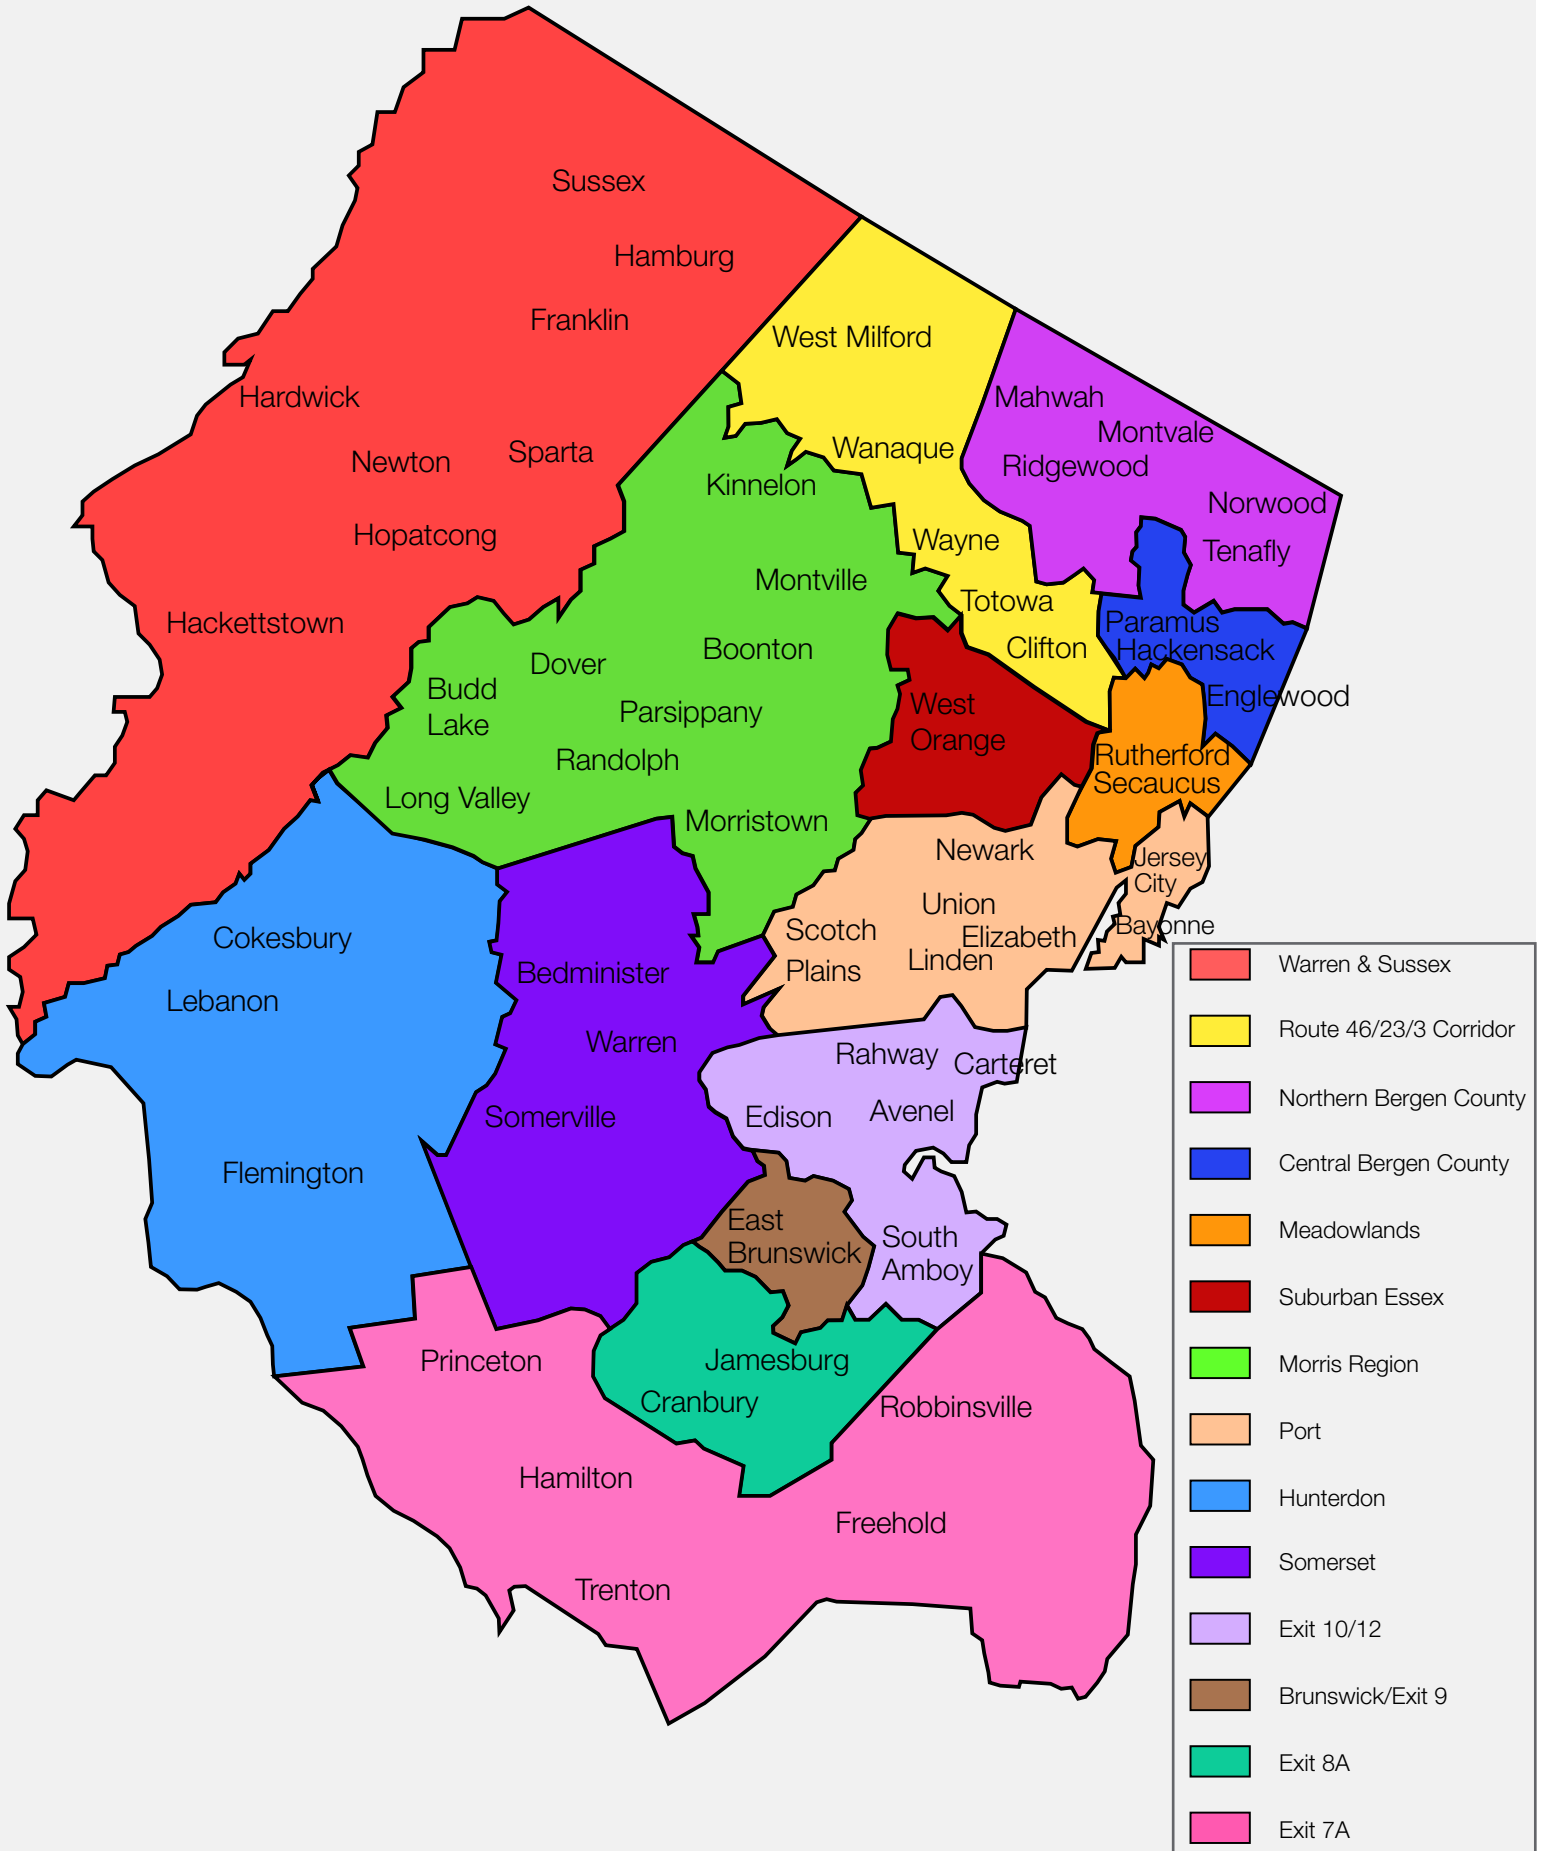 Sussex
Hamburg
Franklin
West Milford
Hardwick
Mahwah
Montvale
Wanaque
Sparta
Newton
Ridgewood
Kinnelon
Norwood
Hopatcong
Wayne
Tenafly
Montville
Totowa
Hackettstown
Paramus
Clifton
Boonton
Hackensack
Dover
Budd
Lake
Englewood
West
Orange
Parsippany
Randolph
Rutherford
Secaucus
Long Valley
Morristown
Newark
Jersey
City
Union
Scotch
Plains
Elizabeth
Linden
Bayonne
Cokesbury
Bedminister
Lebanon
Warren
Rahway
Carteret
Edison
Avenel
Somerville
Flemington
East
Brunswick
South
Amboy
Princeton
Jamesburg
Cranbury
Robbinsville
Hamilton
Freehold
Trenton
Warren & Sussex
Route 46/23/3 Corridor
Northern Bergen County
Central Bergen County
Meadowlands
Suburban Essex
Morris Region
Port
Hunterdon
Somerset
Exit 10/12
Brunswick/Exit 9
Exit 8A
Exit 7A